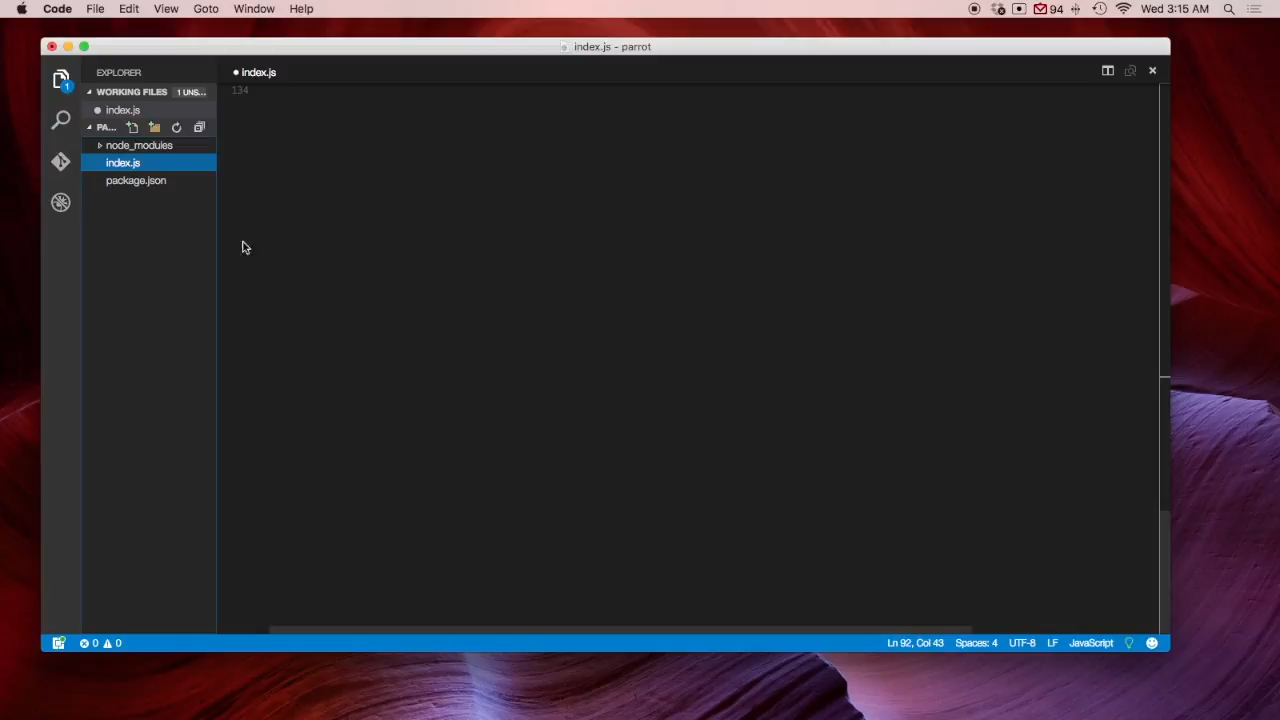 Code File Edit View Goto Window Help 94 Wed 3:15 AM
index.js - parrot
EXPLORER
index.js
WORKING FILES 1 UNS...
1
134
index.js
PA...
node_modules
index.js
package.json
0 0 Ln 92, Col 43 Spaces: 4 UTF-8 LF JavaScript